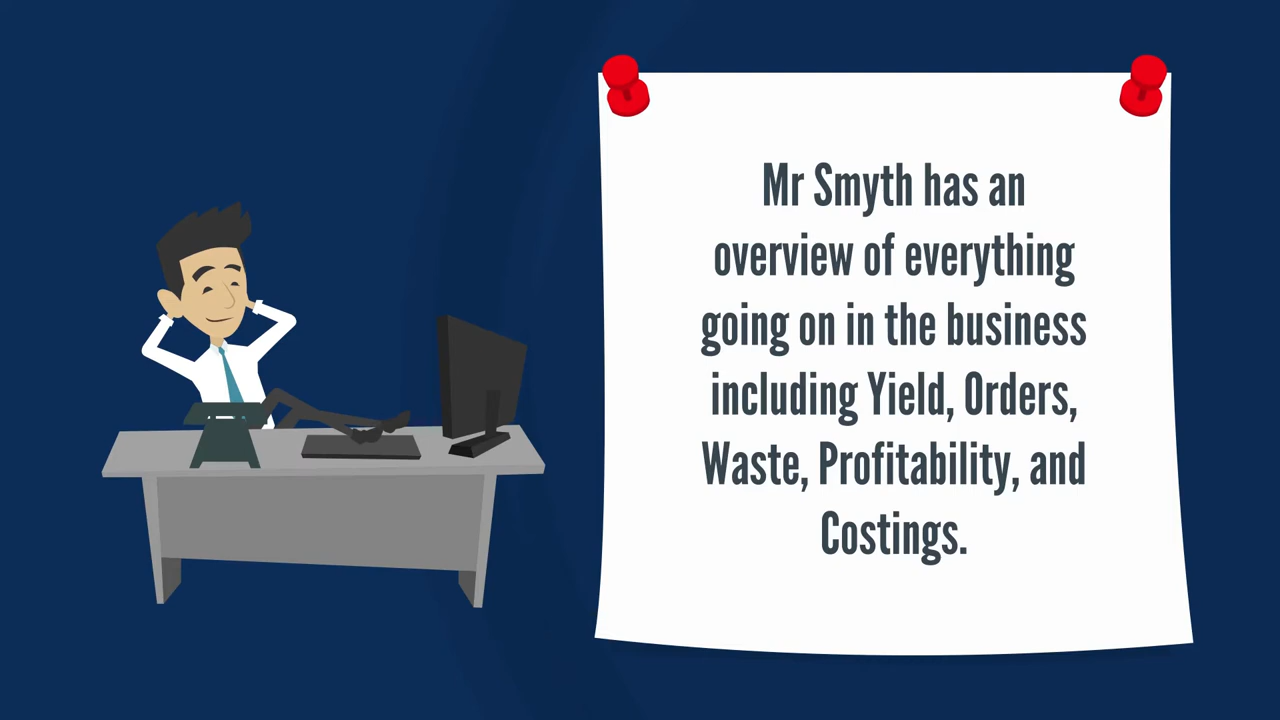 Mr Smyth has an
overview of everything
going on in the business
including Yield, Orders,
Waste, Profitability, and
Costings.